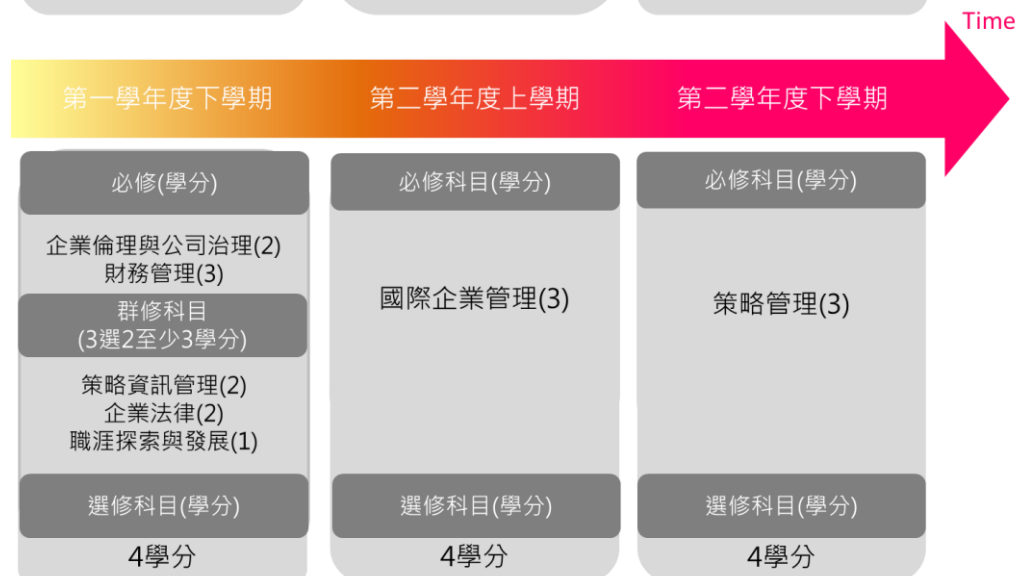 Time
第一學年度下學期
第二學年度上學期
第二學年度下學期
必修(學分)
企業倫理與公司治理(2)
財務管理(3)
群修科目
(3選2至少3學分)
策略資訊管理(2)
企業法律(2)
職涯探索與發展(1)
選修科目(學分)
4學分
必修科目(學分)
國際企業管理(3)
選修科目(學分)
4學分
必修科目(學分)
策略管理(3)
選修科目(學分)
4學分